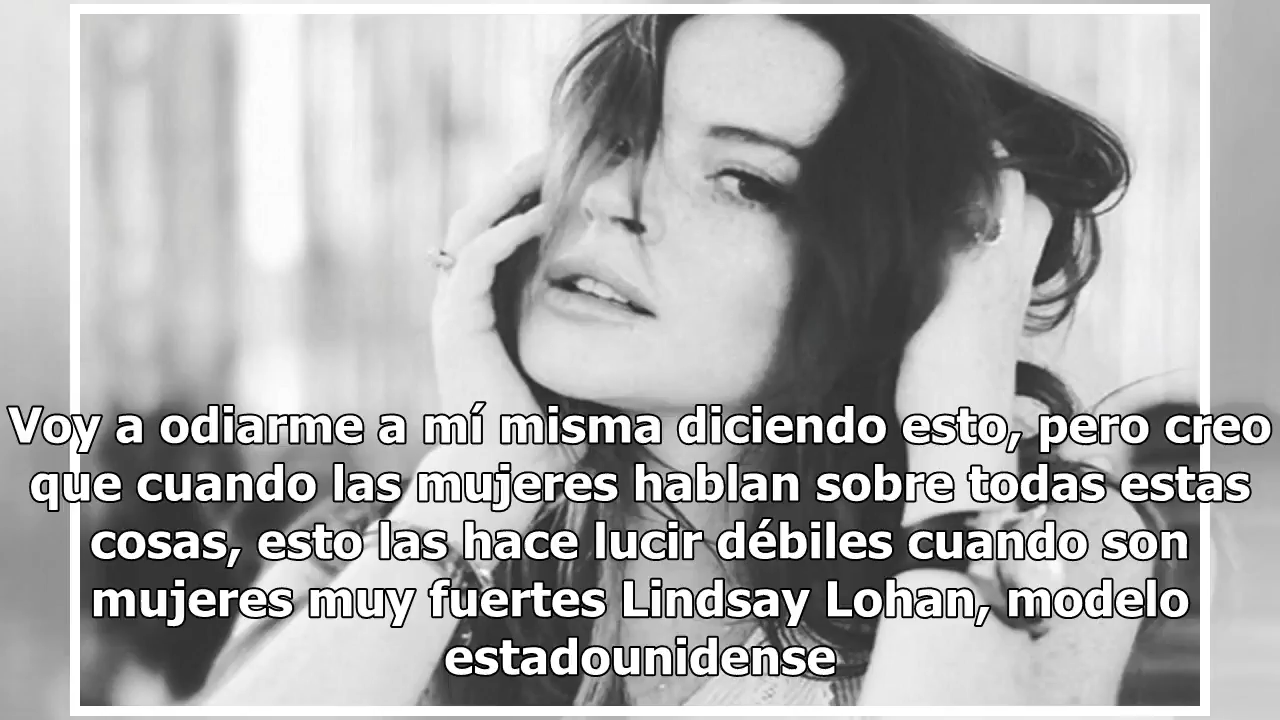 Voy a odiarme a mí misma diciendo esto, pero creo
que cuando las mujeres hablan sobre todas estas
cosas, esto las hace lucir débiles cuando son
mujeres muy fuertes Lindsay Lohan, modelo
estadounidense